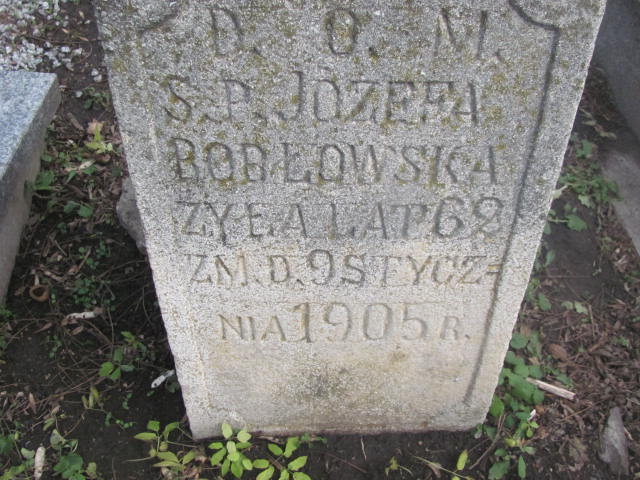 D. O. M.
S.P. JÓZEFA
BOBŁOWSKA
ŻYŁA LAT 62
ZM. D. 9 STYCZ=
NIA 1905 R.